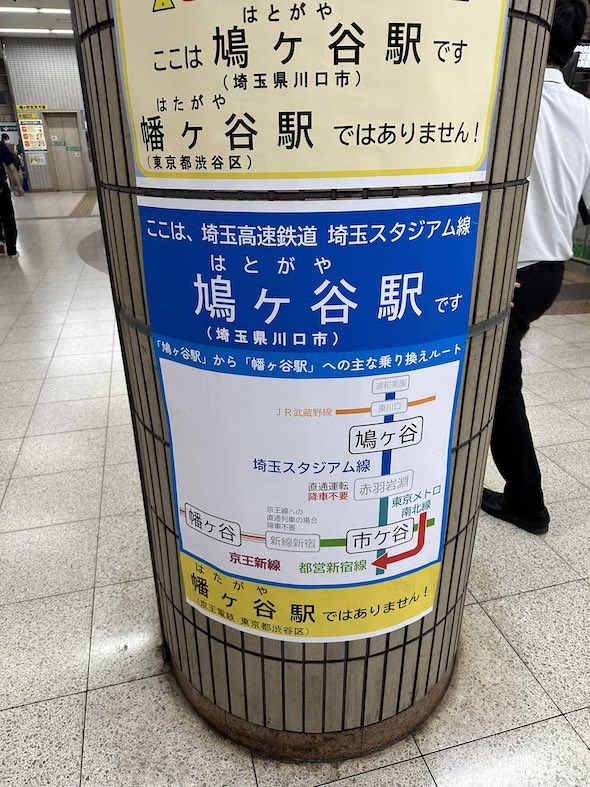 はとがや
ここは 鳩ヶ谷駅 です
(埼玉県川口市)
はたがや
幡ヶ谷駅 ではありません!
(東京都渋谷区)
ここは、埼玉高速鉄道 埼玉スタジアム線
はとがや
鳩ヶ谷駅 です
(埼玉県川口市)
「鳩ヶ谷駅」から「幡ヶ谷駅」への主な乗り換えルート
浦和美園
JR武蔵野線
東川口
鳩ヶ谷
埼玉スタジアム線
直通運転
降車不要
赤羽岩淵
東京メトロ
南北線
京王線への
直通列車の場合
降車不要
幡ヶ谷
新線新宿
市ケ谷
京王新線
都営新宿線
はたがや
幡ヶ谷駅 ではありません!
(京王電鉄:東京都渋谷区)